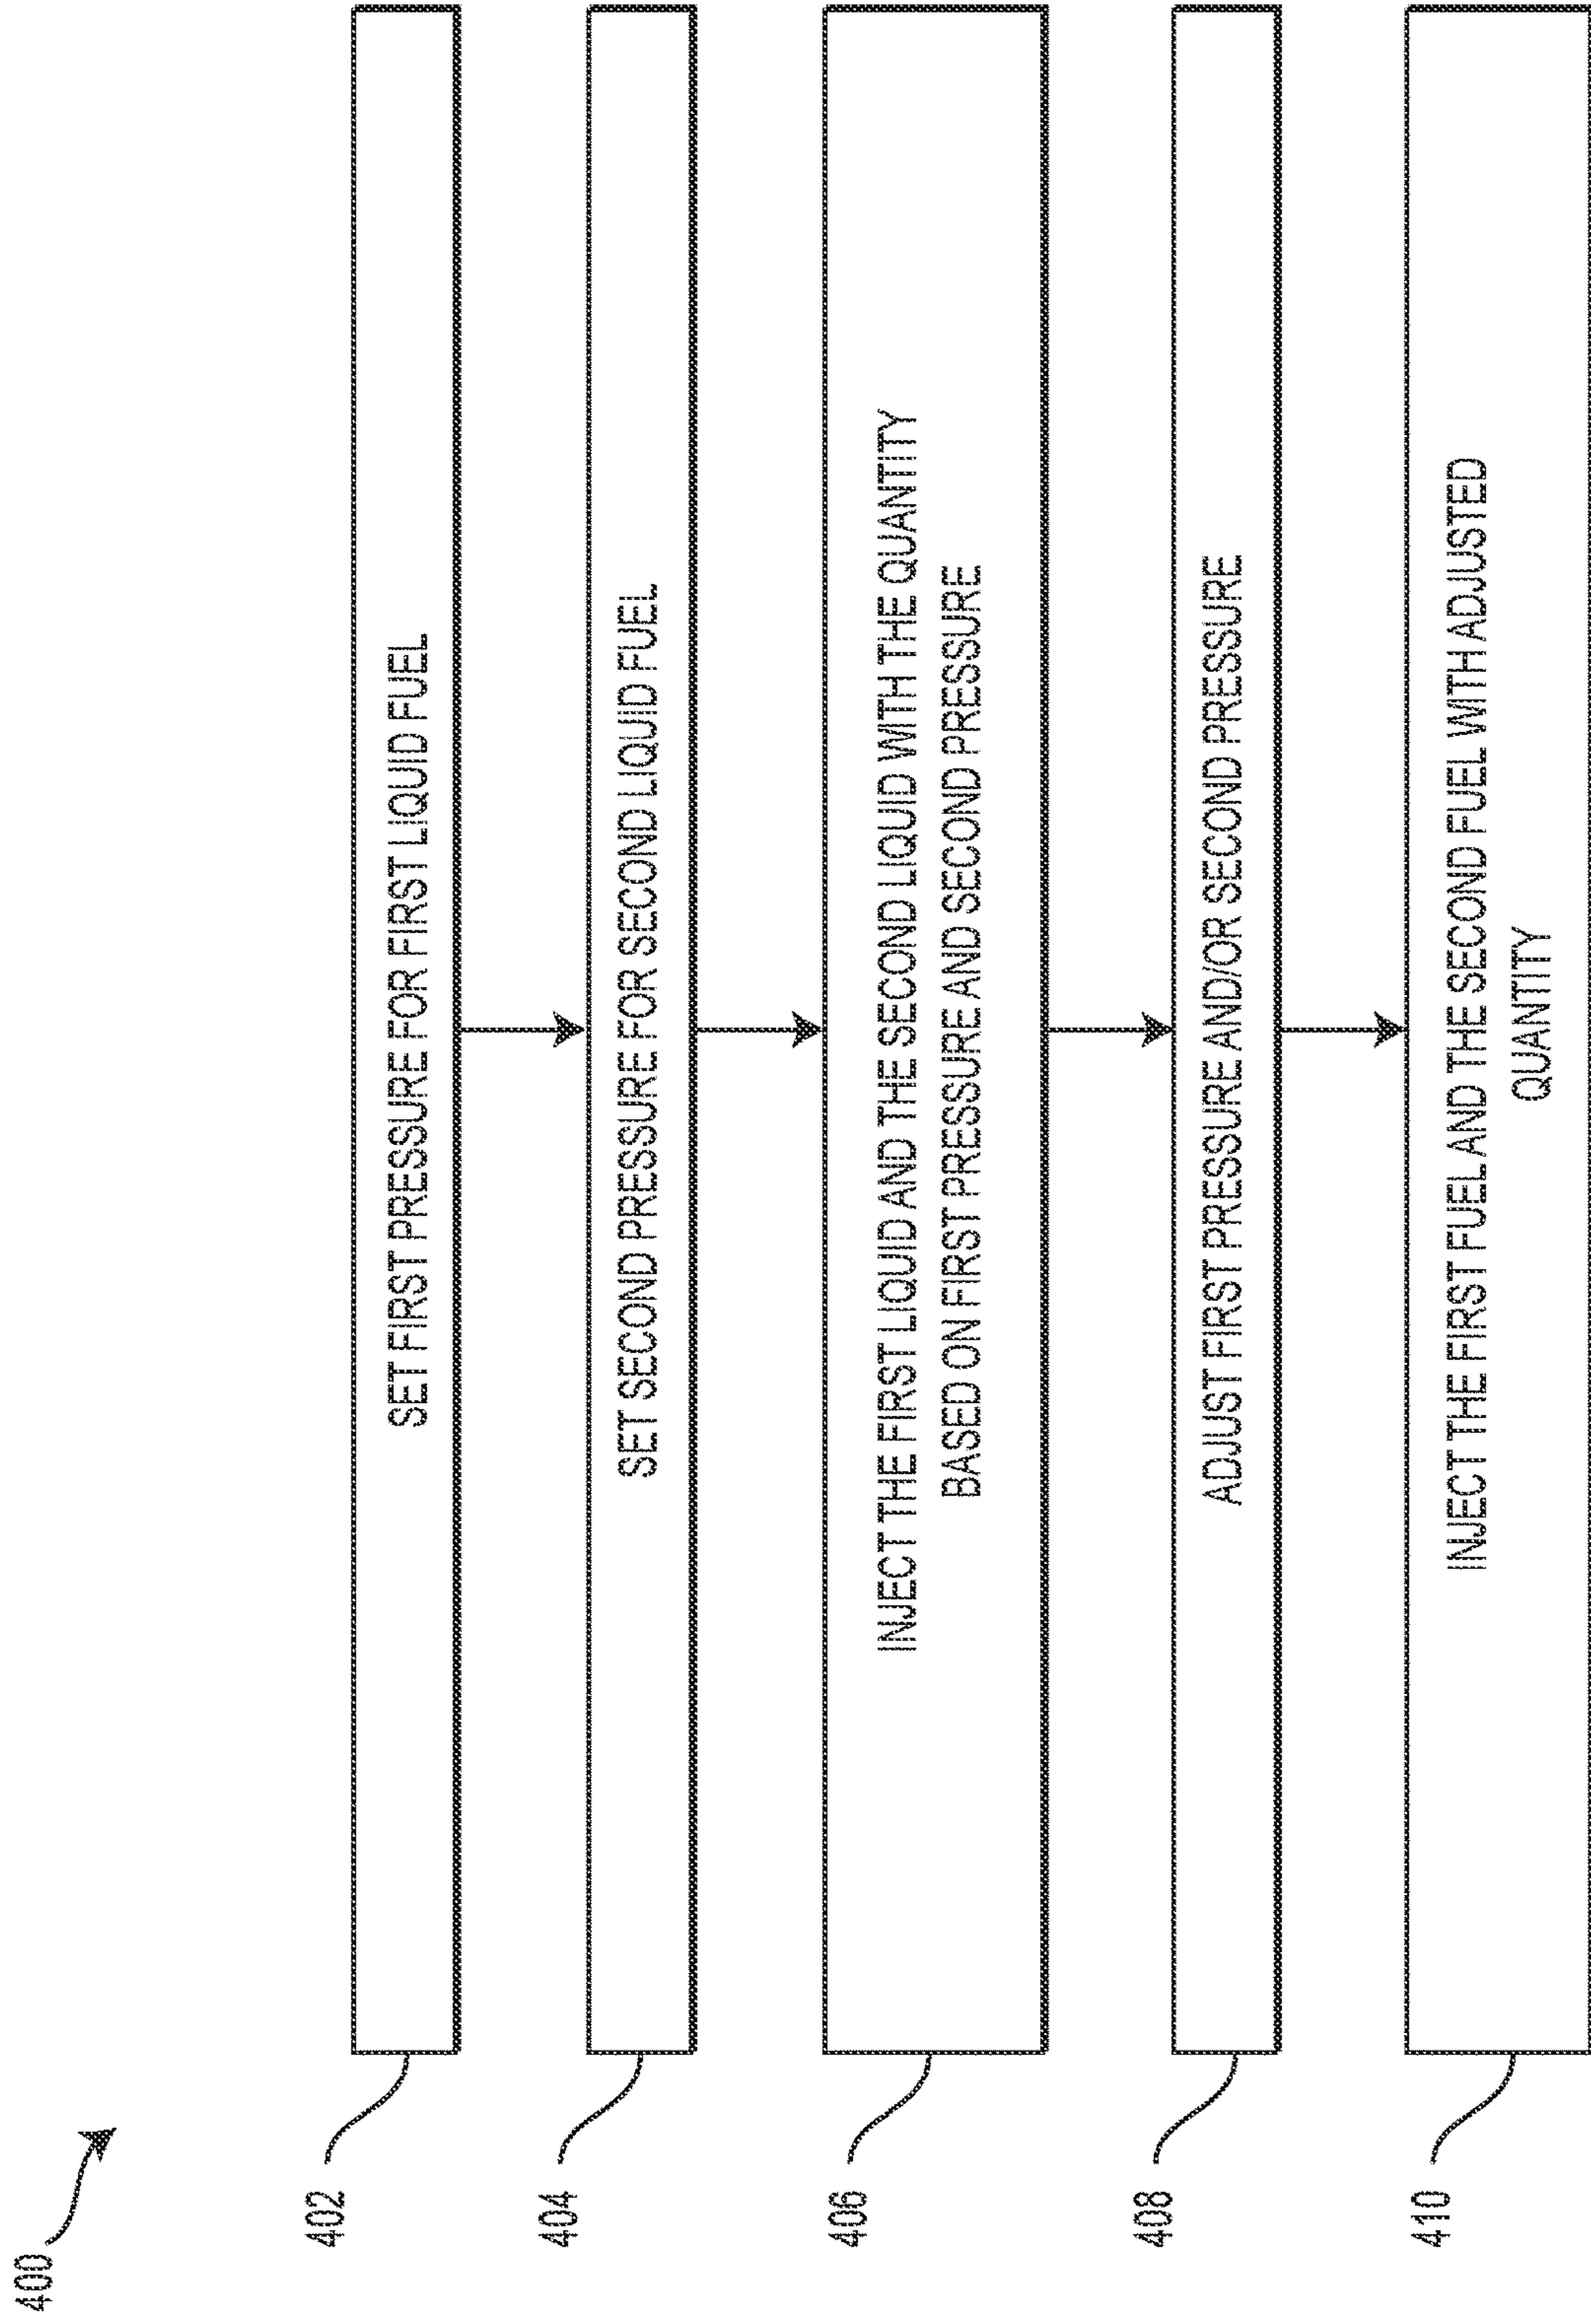 400
402
SET FIRST PRESSURE FOR FIRST LIQUID FUEL
404
SET SECOND PRESSURE FOR SECOND LIQUID FUEL
406
INJECT THE FIRST LIQUID AND THE SECOND LIQUID WITH THE QUANTITY
BASED ON FIRST PRESSURE AND SECOND PRESSURE
408
ADJUST FIRST PRESSURE AND/OR SECOND PRESSURE
410
INJECT THE FIRST FUEL AND THE SECOND FUEL WITH ADJUSTED
QUANTITY